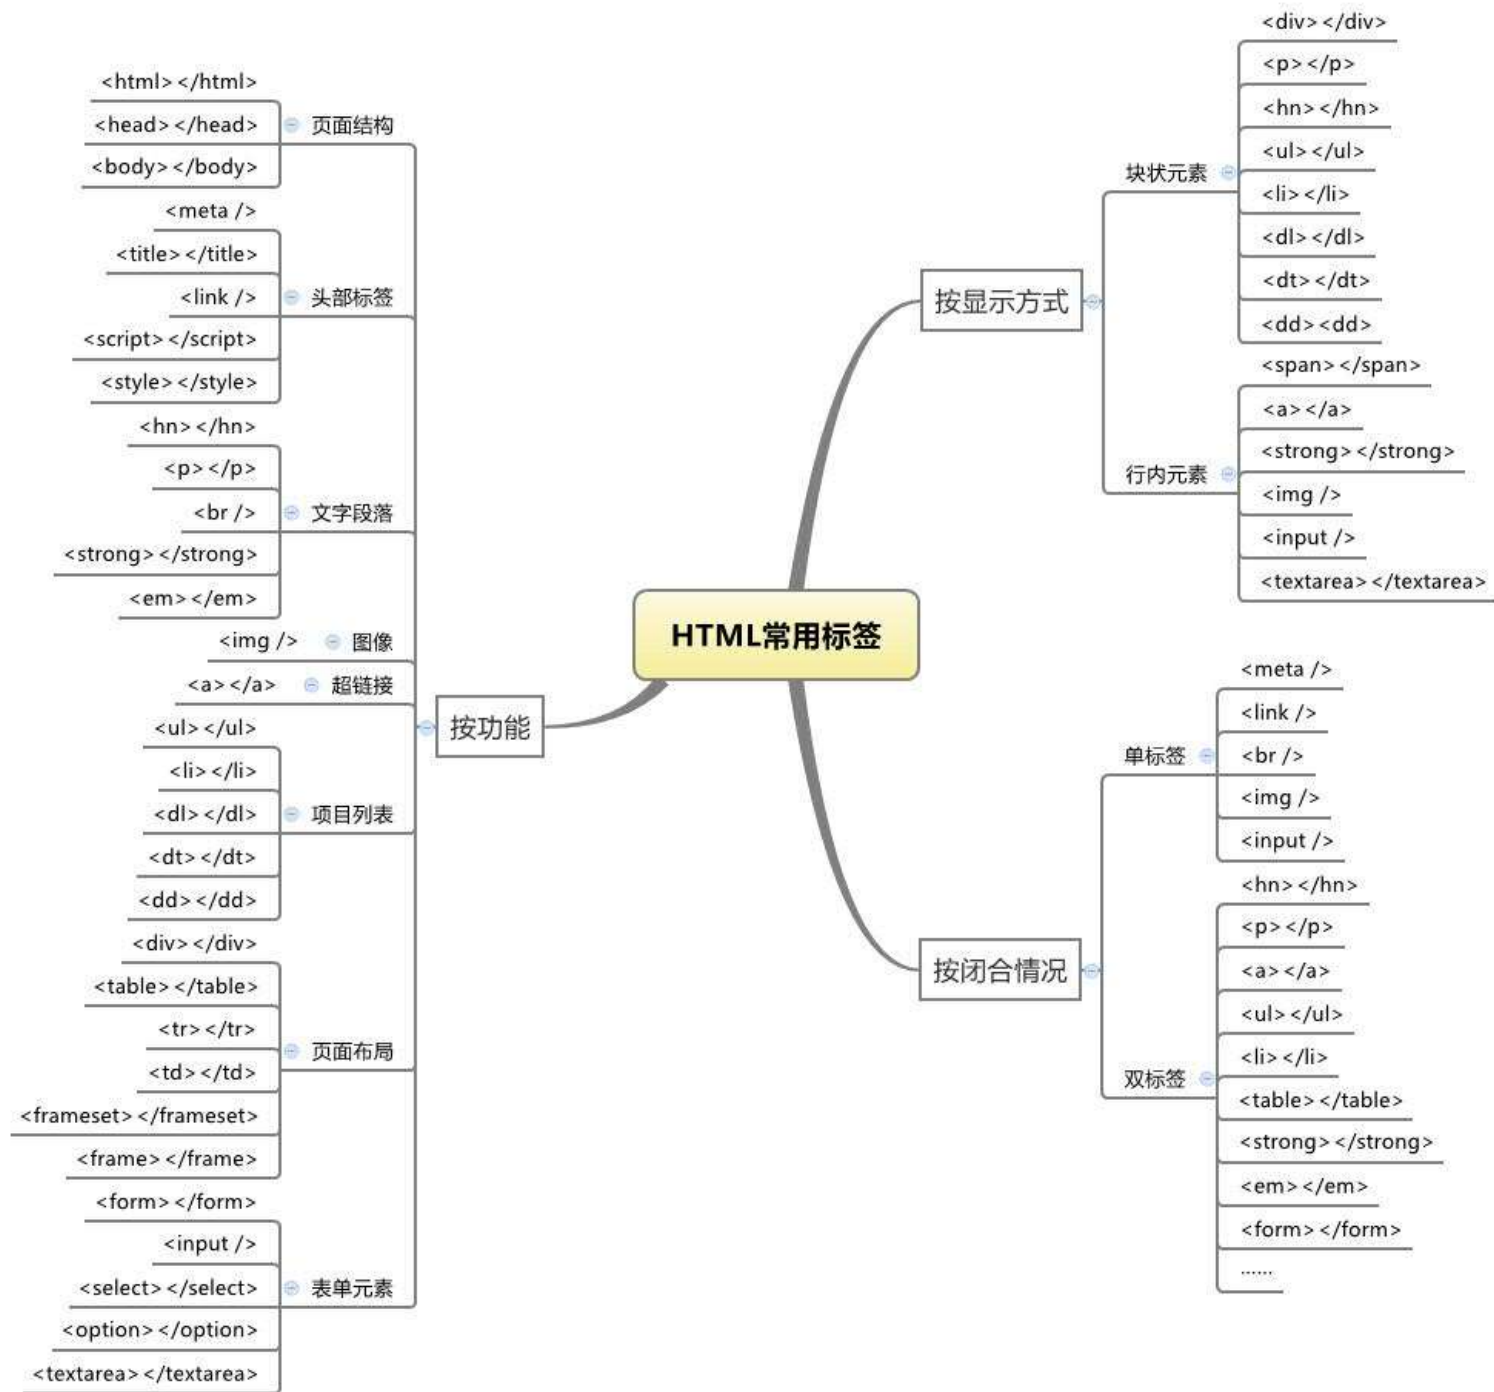 HTML常用标签
按功能
页面结构
<html></html>
<head></head>
<body></body>
头部标签
<meta />
<title></title>
<link />
<script></script>
<style></style>
文字段落
<hn></hn>
<p></p>
<br />
<strong></strong>
<em></em>
图像
<img />
超链接
<a></a>
项目列表
<ul></ul>
<li></li>
<dl></dl>
<dt></dt>
<dd></dd>
页面布局
<div></div>
<table></table>
<tr></tr>
<td></td>
<frameset></frameset>
<frame></frame>
表单元素
<form></form>
<input />
<select></select>
<option></option>
<textarea></textarea>
按显示方式
块状元素
<div></div>
<p></p>
<hn></hn>
<ul></ul>
<li></li>
<dl></dl>
<dt></dt>
<dd><dd>
行内元素
<span></span>
<a></a>
<strong></strong>
<img />
<input />
<textarea></textarea>
按闭合情况
单标签
<meta />
<link />
<br />
<img />
<input />
双标签
<hn></hn>
<p></p>
<a></a>
<ul></ul>
<li></li>
<table></table>
<strong></strong>
<em></em>
<form></form>
......